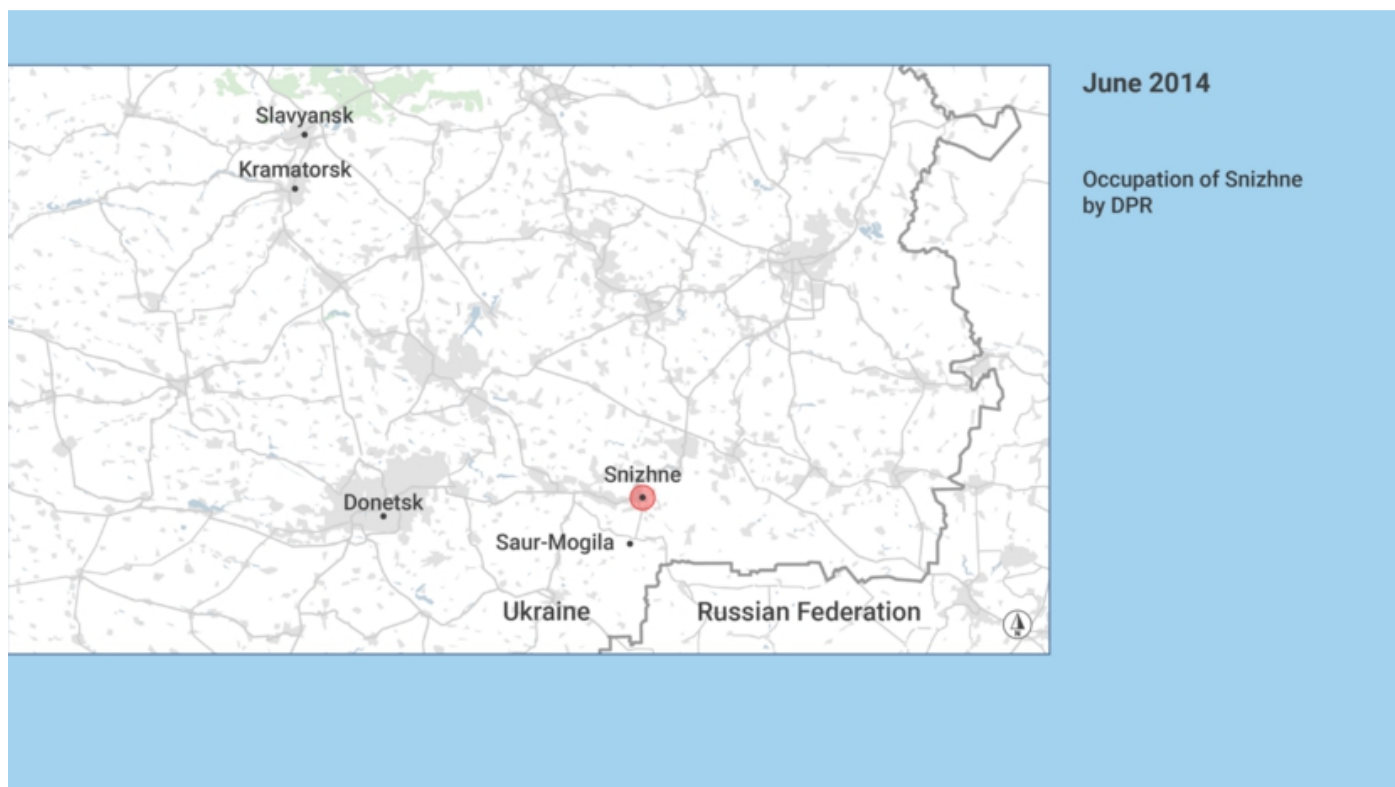 June 2014
Slavyansk
Kramatorsk
Occupation of Snizhne
by DPR
Snizhne
Donetsk
Saur-Mogila
Ukraine
Russian Federation